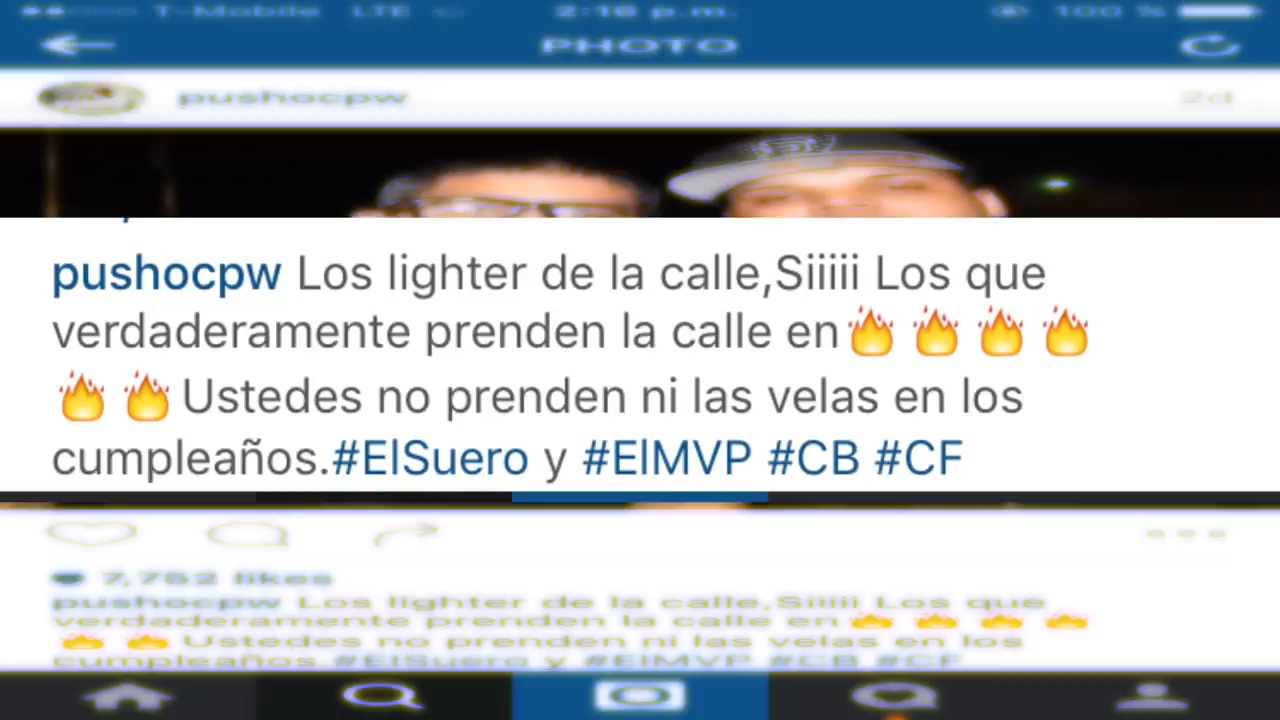 T-Mobile LTE 2:16 p.m. 100 %
PHOTO
pushocpw 2d
pushocpw Los lighter de la calle,Siiiii Los que
verdaderamente prenden la calle en🔥 🔥 🔥 🔥
🔥 🔥 Ustedes no prenden ni las velas en los
cumpleaños.#ElSuero y #ElMVP #CB #CF
7,752 likes
pushocpw Los lighter de la calle,Siiiii Los que
verdaderamente prenden la calle en 🔥 🔥 🔥 🔥
🔥 🔥 Ustedes no prenden ni las velas en los
cumpleaños.#ElSuero y #ElMVP #CB #CF